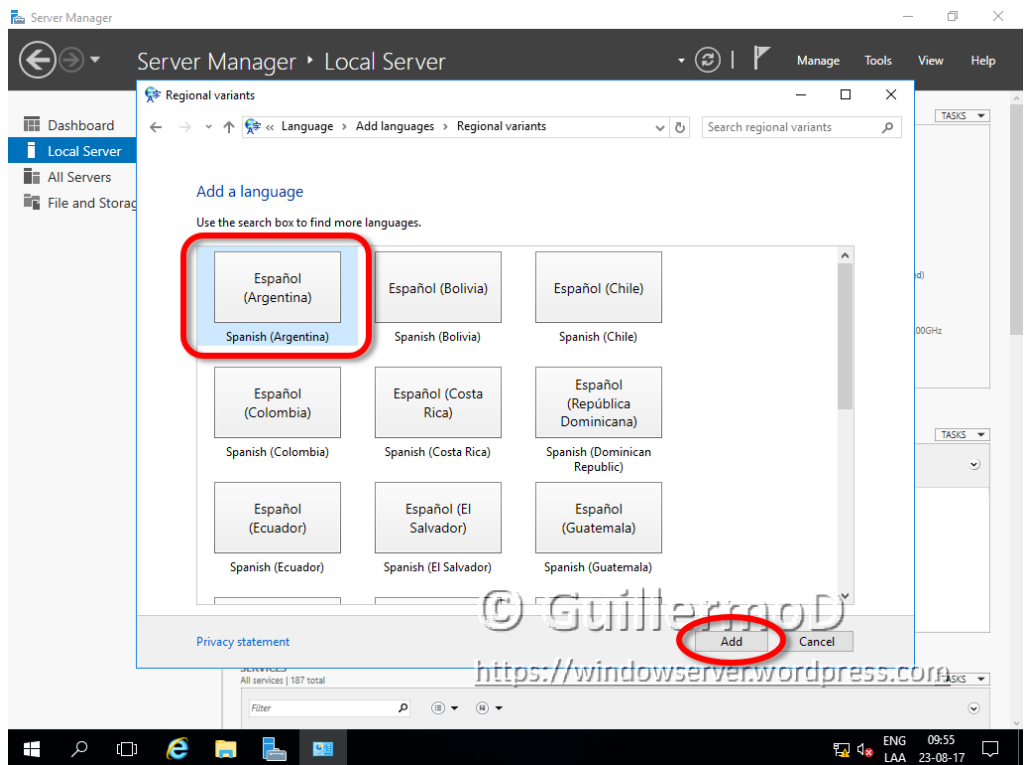 Server Manager
Server Manager ‣ Local Server
Manage Tools View Help
Dashboard
Local Server
All Servers
File and Storag
TASKS
Regional variants
« Language > Add languages > Regional variants
Search regional variants
Add a language
Use the search box to find more languages.
Español
(Argentina)
Spanish (Argentina)
Español (Bolivia)
Spanish (Bolivia)
Español (Chile)
Spanish (Chile)
Español
(Colombia)
Spanish (Colombia)
Español (Costa
Rica)
Spanish (Costa Rica)
Español
(República
Dominicana)
Spanish (Dominican
Republic)
Español
(Ecuador)
Spanish (Ecuador)
Español (El
Salvador)
Spanish (El Salvador)
Español
(Guatemala)
Spanish (Guatemala)
ed)
00GHz
TASKS
© GuillermoD
Privacy statement
Add
Cancel
https://windowserver.wordpress.com
SERVICES
All services | 187 total
TASKS
Filter
ENG
LAA
09:55
23-08-17